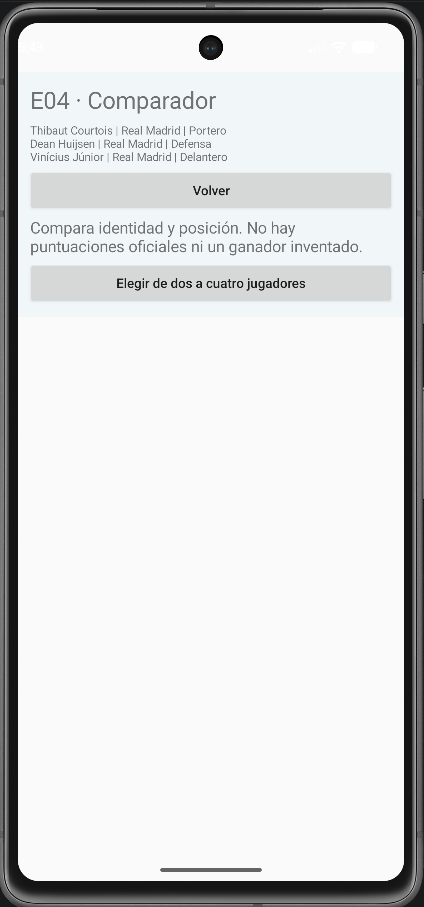 E04 · Comparador
Thibaut Courtois | Real Madrid | Portero
Dean Huijsen | Real Madrid | Defensa
Vinícius Júnior | Real Madrid | Delantero
Volver
Compara identidad y posición. No hay
puntuaciones oficiales ni un ganador inventado.
Elegir de dos a cuatro jugadores